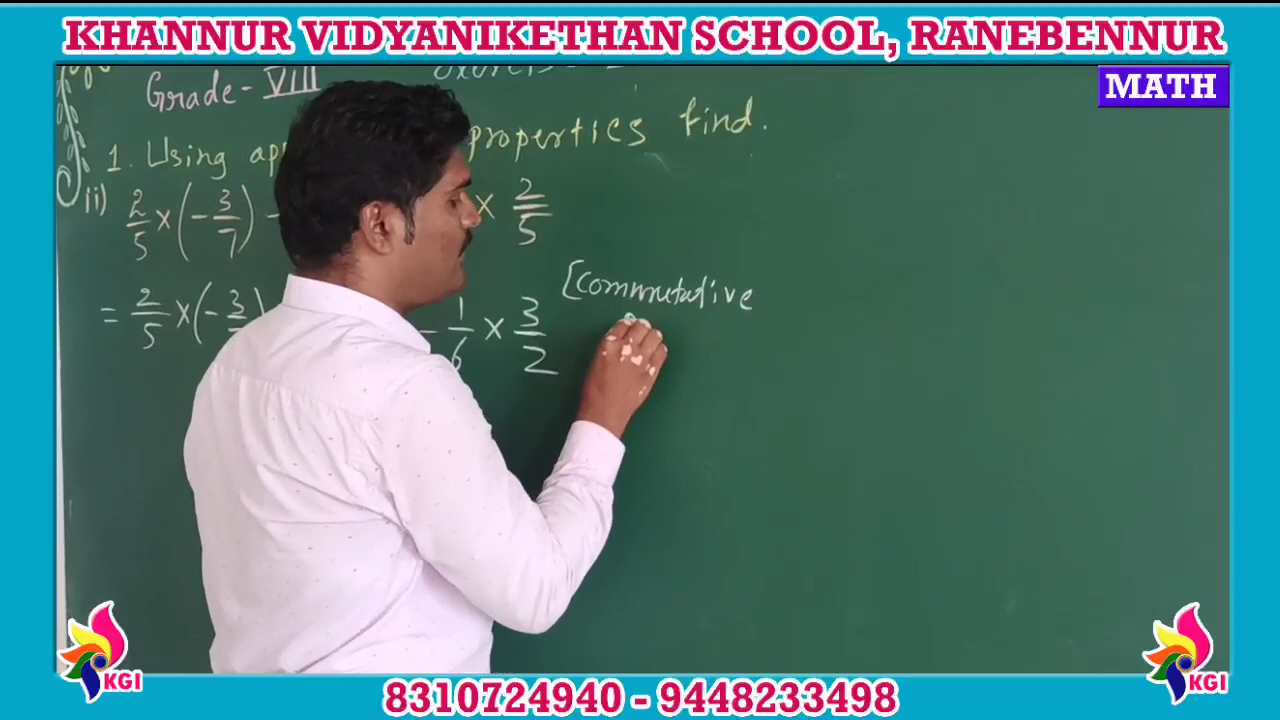 KHANNUR VIDYANIKETHAN SCHOOL, RANEBENNUR
MATH
Grade - VIII
1. Using properties find.
ii) 2/5 × (-3/7) - × 2/5
= 2/5 × (-3/ - 1/6 × 3/2 [commutative
KGI
KGI
8310724940 - 9448233498